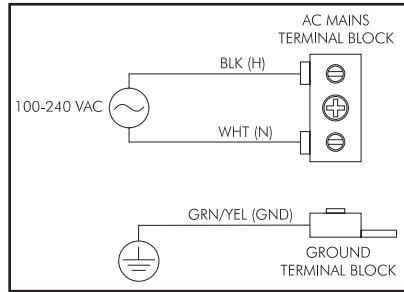 AC MAINS
TERMINAL BLOCK
BLK (H)
100-240 VAC
WHT (N)
GRN/YEL (GND)
GROUND
TERMINAL BLOCK